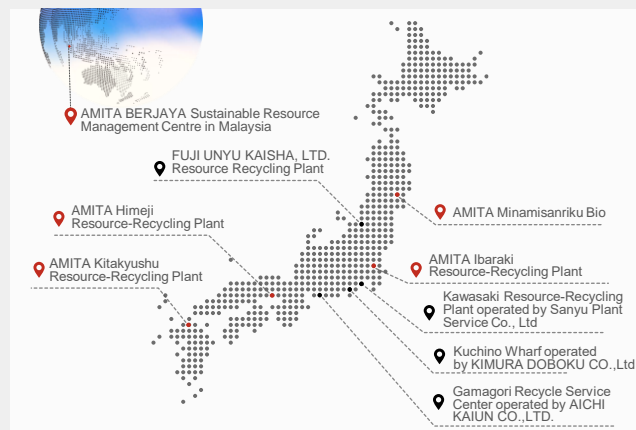 AMITA BERJAYA Sustainable Resource
Management Centre in Malaysia
FUJI UNYU KAISHA, LTD.
Resource Recycling Plant
AMITA Himeji
Resource-Recycling Plant
AMITA Kitakyushu
Resource-Recycling Plant
AMITA Minamisanriku Bio
AMITA Ibaraki
Resource-Recycling Plant
Kawasaki Resource-Recycling
Plant operated by Sanyu Plant
Service Co., Ltd
Kuchino Wharf operated
by KIMURA DOBOKU CO.,Ltd
Gamagori Recycle Service
Center operated by AICHI
KAIUN CO.,LTD.